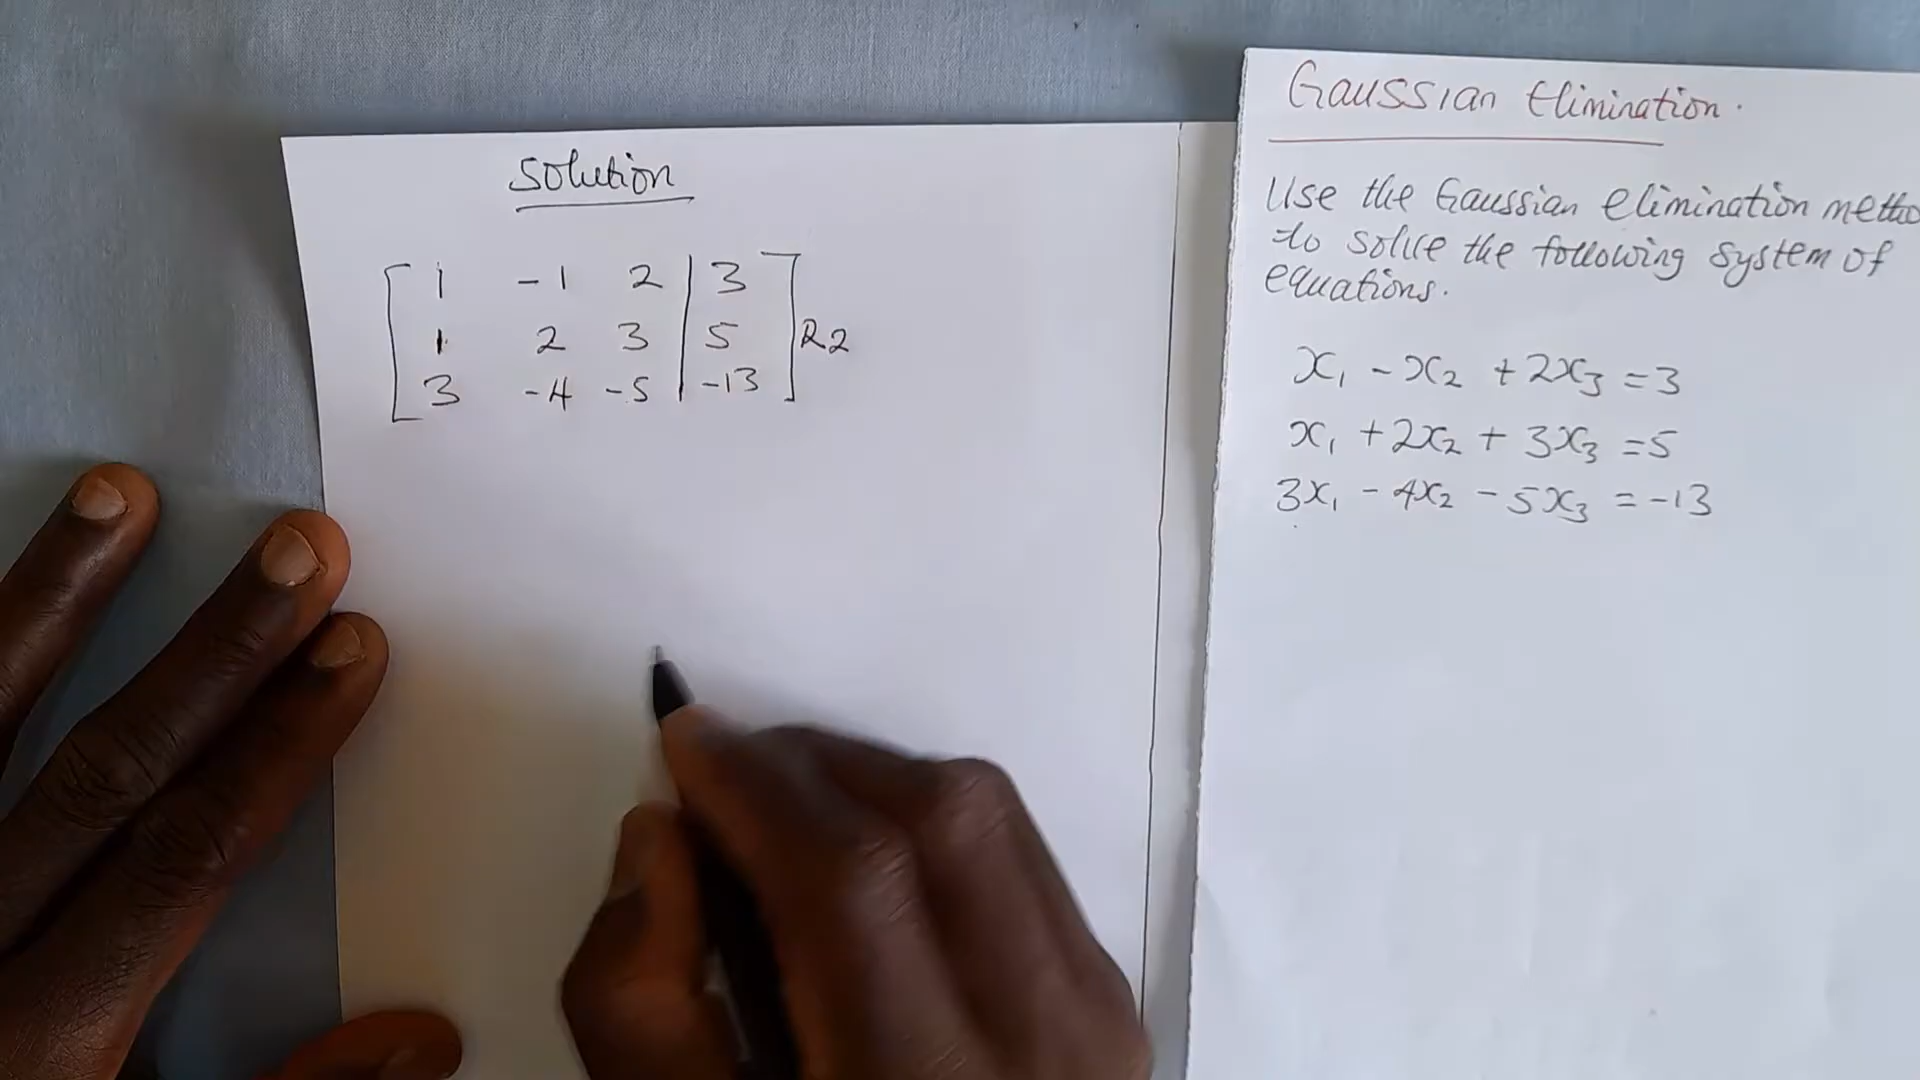 Solution
1 -1 2 | 3
1 2 3 | 5 R2
3 -4 -5 | -13
Gaussian Elimination.
Use the Gaussian elimination
to solve the following system of
equations.
x₁ - x₂ + 2x₃ = 3
x₁ + 2x₂ + 3x₃ = 5
3x₁ - 4x₂ - 5x₃ = -13